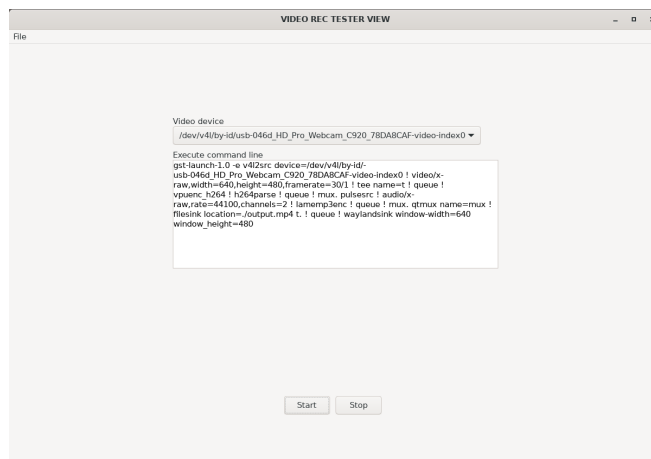 VIDEO REC TESTER VIEW
File
Video device
/dev/v4l/by-id/usb-046d_HD_Pro_Webcam_C920_78DA8CAF-video-index0
Execute command line
gst-launch-1.0 -e v4l2src device=/dev/v4l/by-id/-
usb-046d_HD_Pro_Webcam_C920_78DA8CAF-video-index0 ! video/x-
raw,width=640,height=480,framerate=30/1 ! tee name=t ! queue !
vpuenc_h264 ! h264parse ! queue ! mux. pulsesrc ! audio/x-
raw,rate=44100,channels=2 ! lamemp3enc ! queue ! mux. qtmux name=mux !
filesink location=./output.mp4 t. ! queue ! waylandsink window-width=640
window_height=480
Start Stop